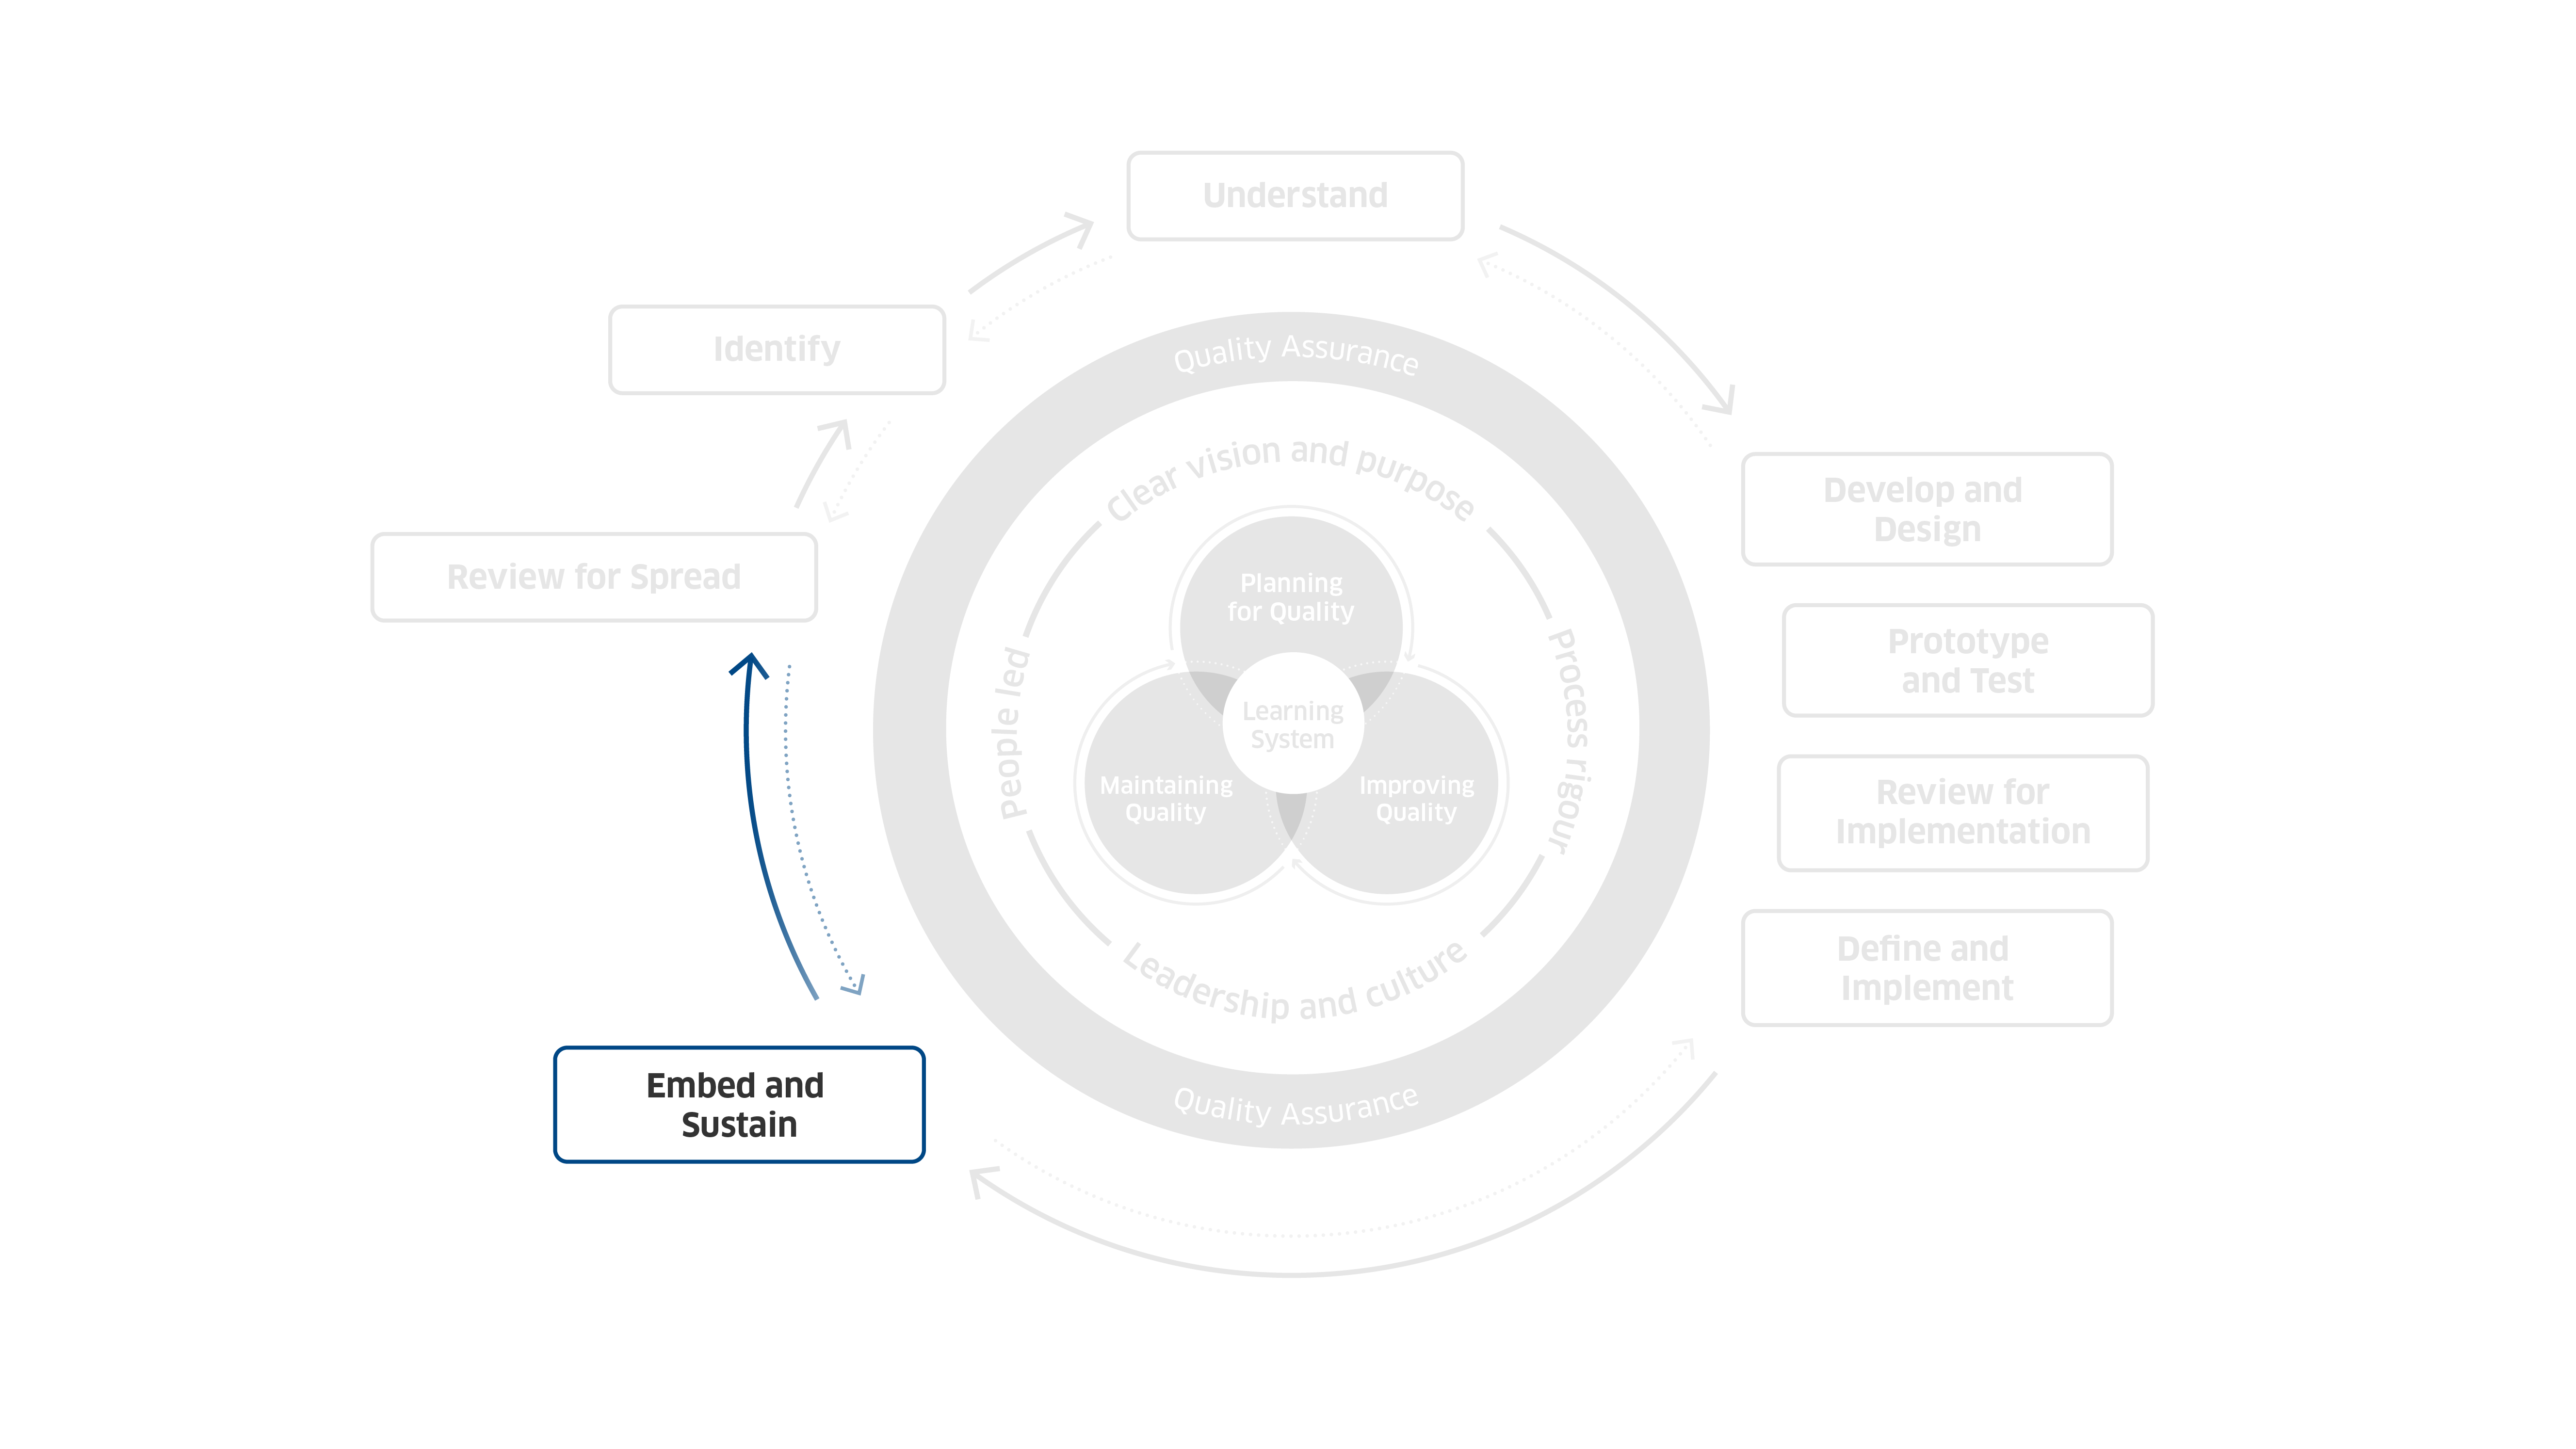 Understand
Identify
Review for Spread
Embed and
Sustain
Develop and
Design
Prototype
and Test
Review for
Implementation
Define and
Implement
Quality Assurance
Clear vision and purpose
People led
Process rigour
Leadership and culture
Planning
for Quality
Learning
System
Maintaining
Quality
Improving
Quality
Quality Assurance